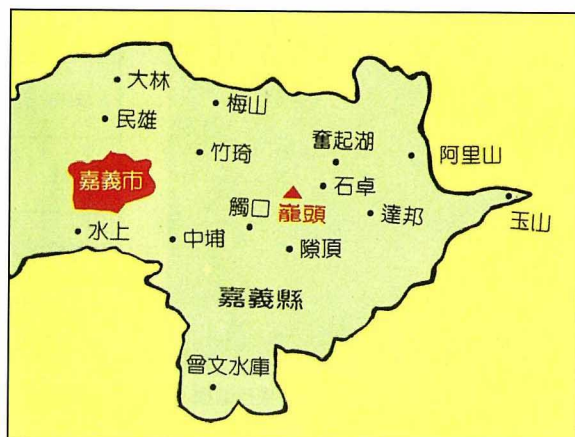 大林
梅山
民雄
奮起湖
竹琦
阿里山
嘉義市
石卓
玉山
觸口
巃頭
達邦
水上
中埔
隙頂
嘉義縣
曾文水庫